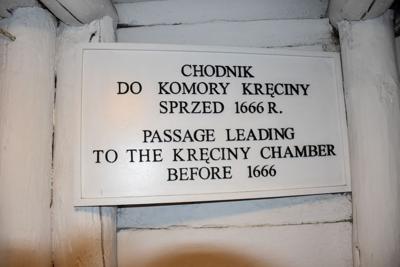 CHODNIK
DO KOMORY KRĘCINY
SPRZED 1666 R.
PASSAGE LEADING
TO THE KRĘCINY CHAMBER
BEFORE 1666